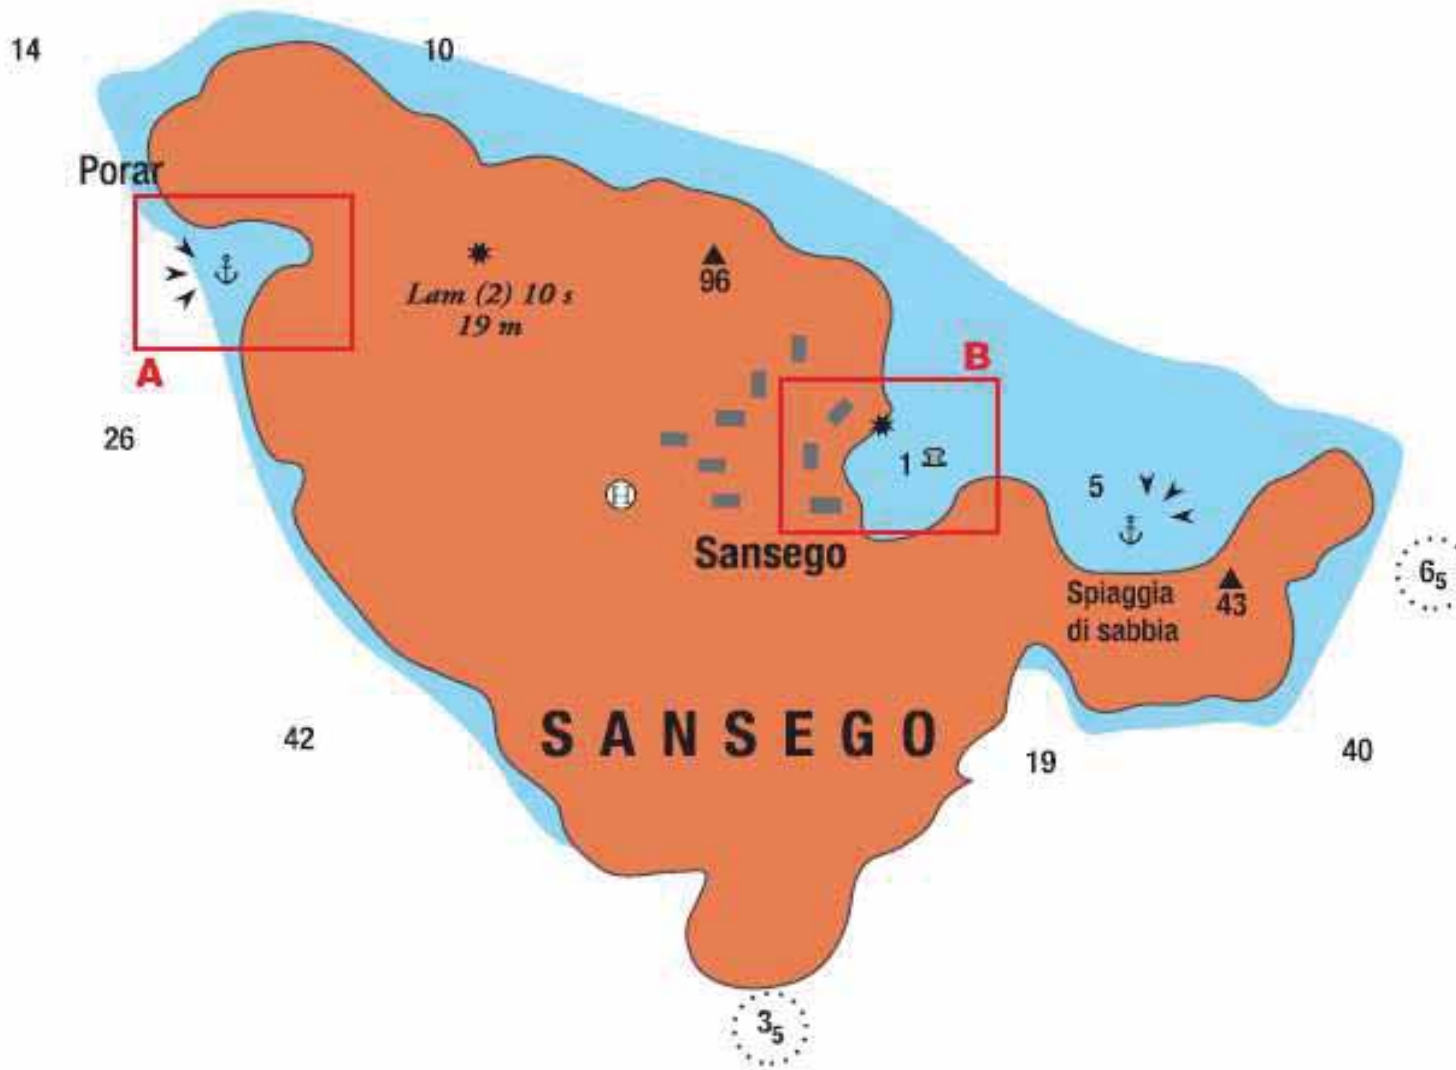 14
10
Porar
96
Lam (2) 10 s
19 m
A
B
26
1
5
H
Sansego
6₅
Spiaggia
di sabbia
43
42
SANSEGO
19
40
3₅